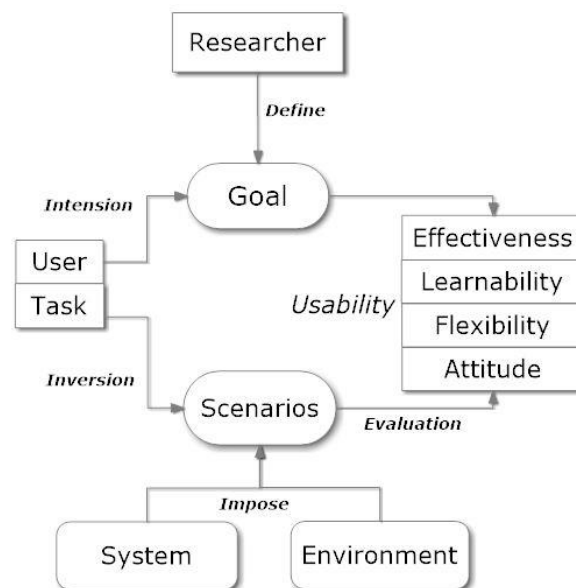 Researcher
Define
Intension
Goal
User
Task
Usability
Effectiveness
Learnability
Flexibility
Attitude
Inversion
Scenarios
Evaluation
Impose
System
Environment